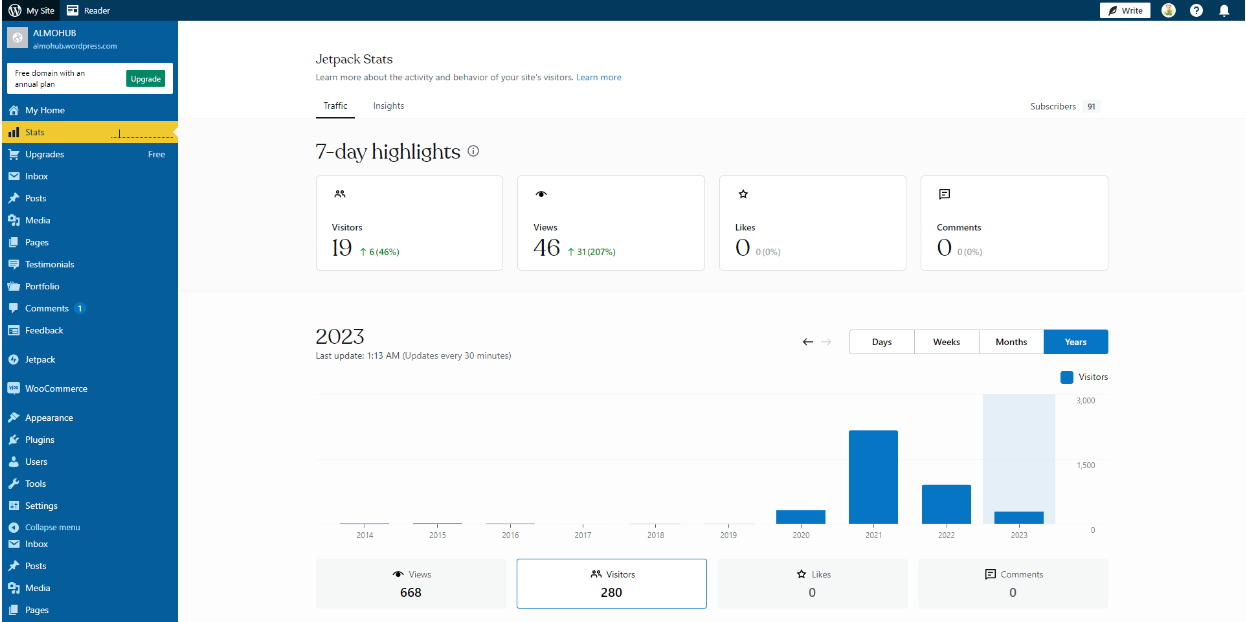 My Site
Reader
Write
ALMOHUB
almohub.wordpress.com
Free domain with an
annual plan
Upgrade
My Home
Stats
Upgrades Free
Inbox
Posts
Media
Pages
Testimonials
Portfolio
Comments 1
Feedback
Jetpack
WooCommerce
Appearance
Plugins
Users
Tools
Settings
Collapse menu
Inbox
Posts
Media
Pages
Jetpack Stats
Learn more about the activity and behavior of your site's visitors. Learn more
Traffic Insights Subscribers 91
7-day highlights
Visitors
19 ↑ 6 (46%)
Views
46 ↑ 31 (207%)
Likes
0 0 (0%)
Comments
0 0 (0%)
2023
Last update: 1:13 AM (Updates every 30 minutes)
← → Days Weeks Months Years
Visitors
3,000
1,500
0
2014 2015 2016 2017 2018 2019 2020 2021 2022 2023
Views
668
Visitors
280
Likes
0
Comments
0